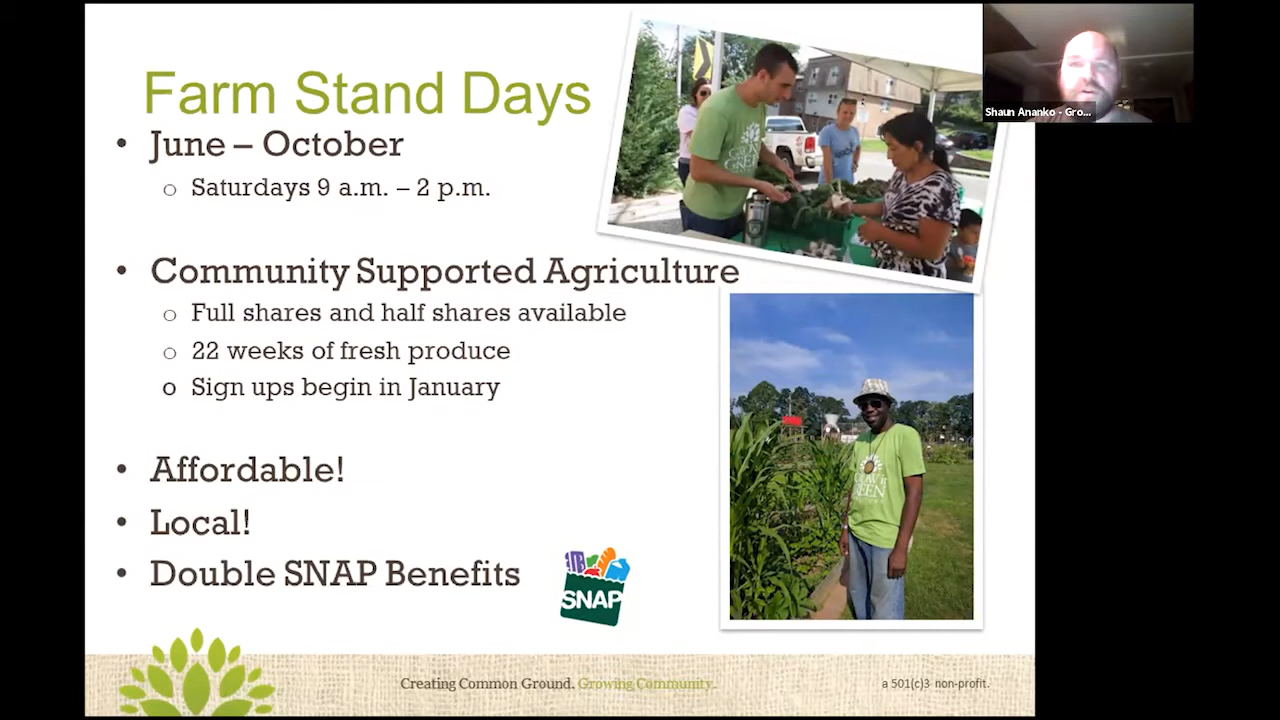 Farm Stand Days
• June – October
o Saturdays 9 a.m. – 2 p.m.
• Community Supported Agriculture
o Full shares and half shares available
o 22 weeks of fresh produce
o Sign ups begin in January
• Affordable!
• Local!
• Double SNAP Benefits
SNAP
Creating Common Ground. Growing Community.
a 501(c)3 non-profit.
Shaun Ananko - Gro...